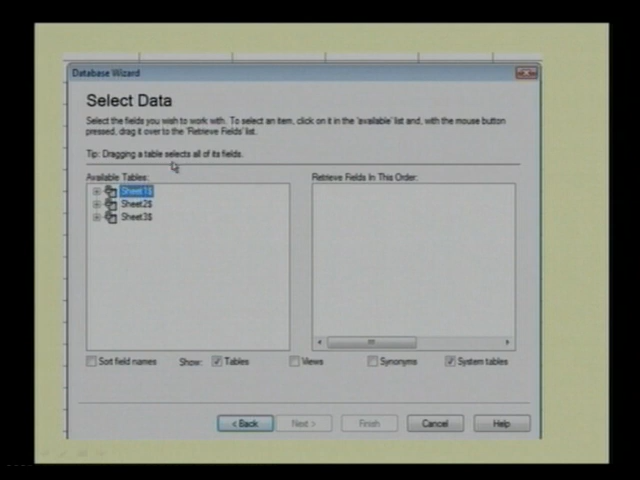 Database Wizard
Select Data
Select the fields you wish to work with. To select an item, click on it in the 'available' list and, with the mouse button
pressed, drag it over to the 'Retrieve Fields' list.
Tip: Dragging a table selects all of its fields.
Available Tables:
Retrieve Fields In This Order:
Sheet1$
Sheet2$
Sheet3$
Sort field names
Show:
Tables
Views
Synonyms
System tables
< Back
Next >
Finish
Cancel
Help